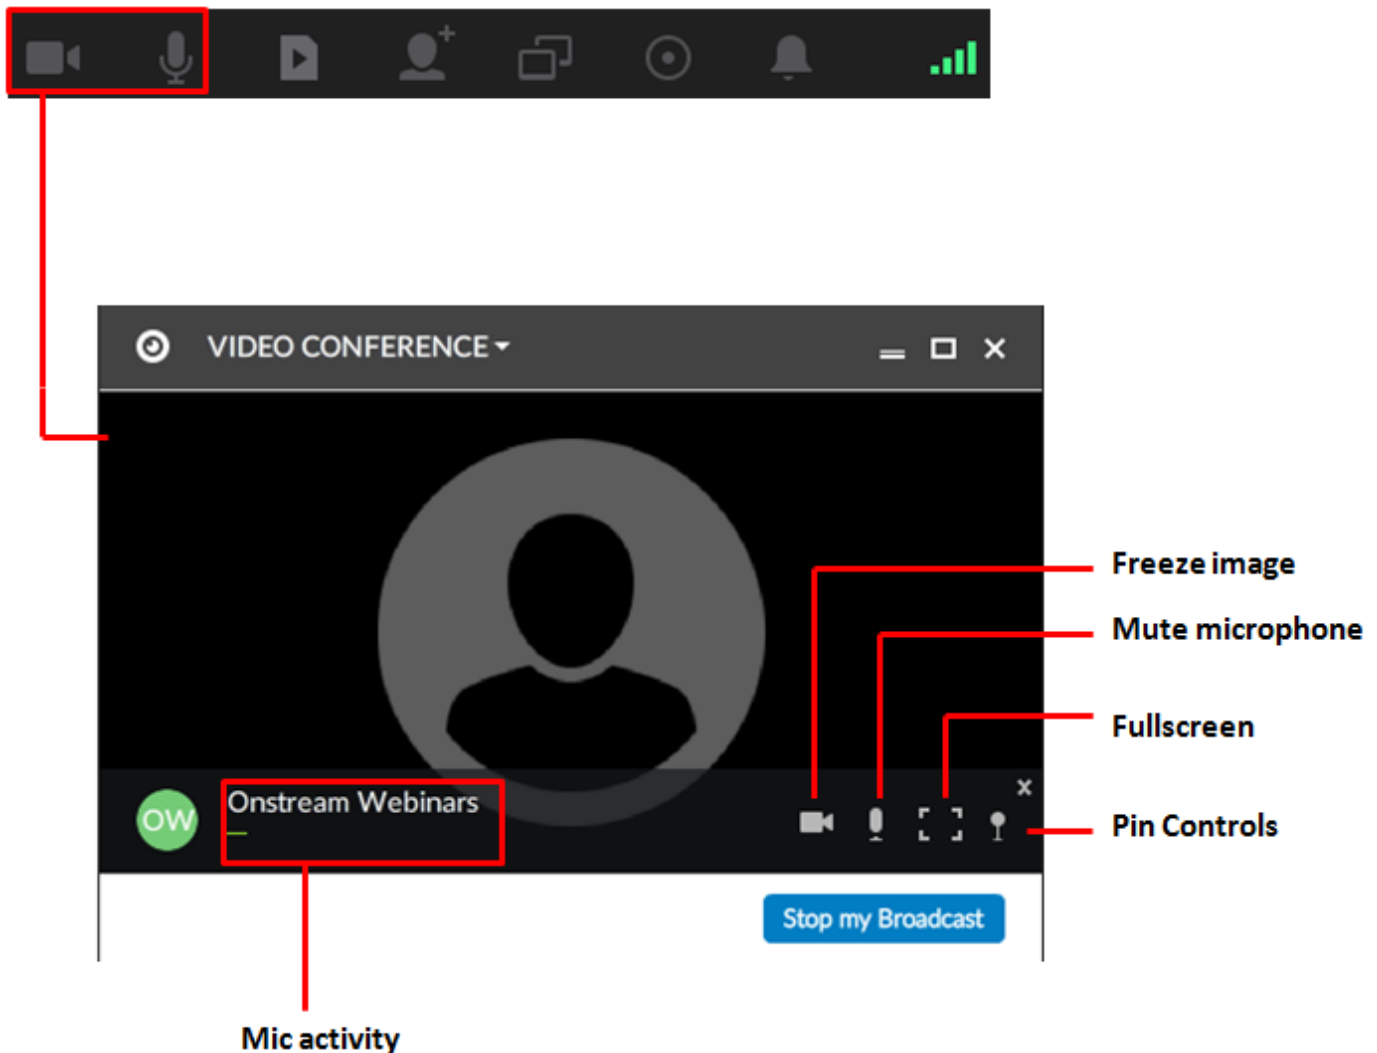 VIDEO CONFERENCE
Freeze image
Mute microphone
Fullscreen
OW
Onstream Webinars
Pin Controls
Stop my Broadcast
Mic activity